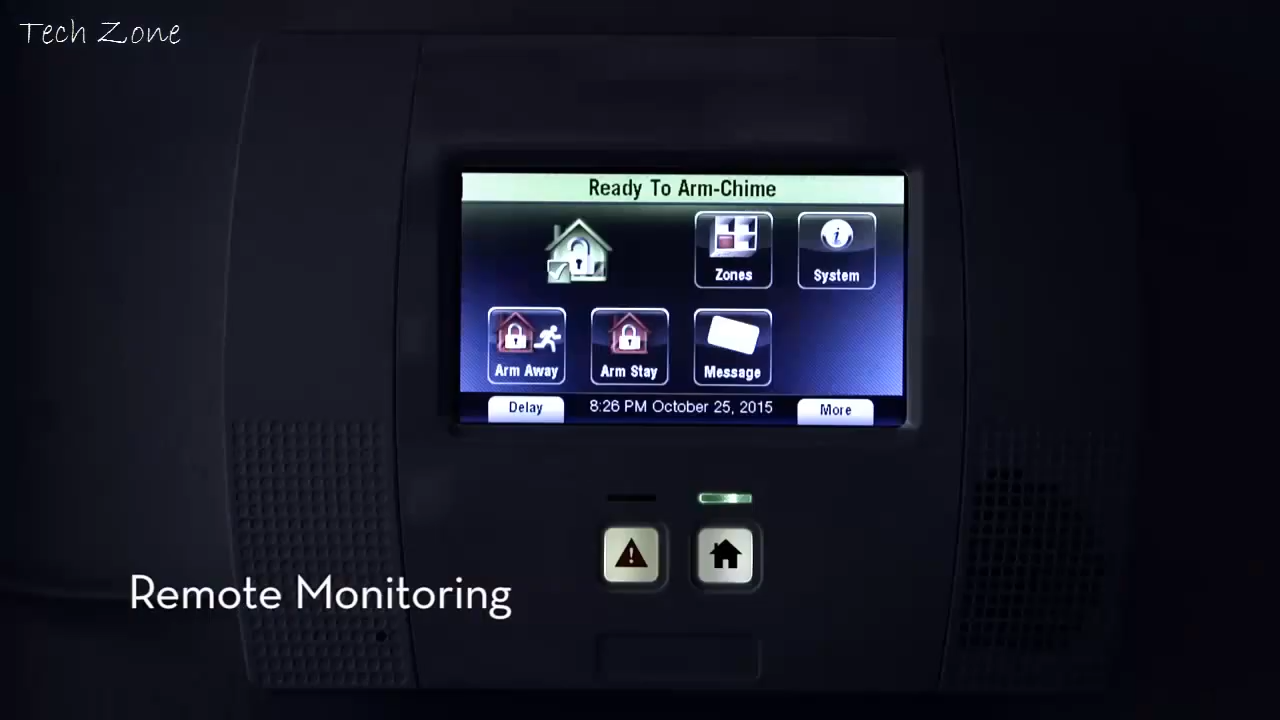 Tech Zone
Ready To Arm-Chime
Zones
System
Arm Away
Arm Stay
Message
Delay
8:26 PM October 25, 2015
More
Remote Monitoring